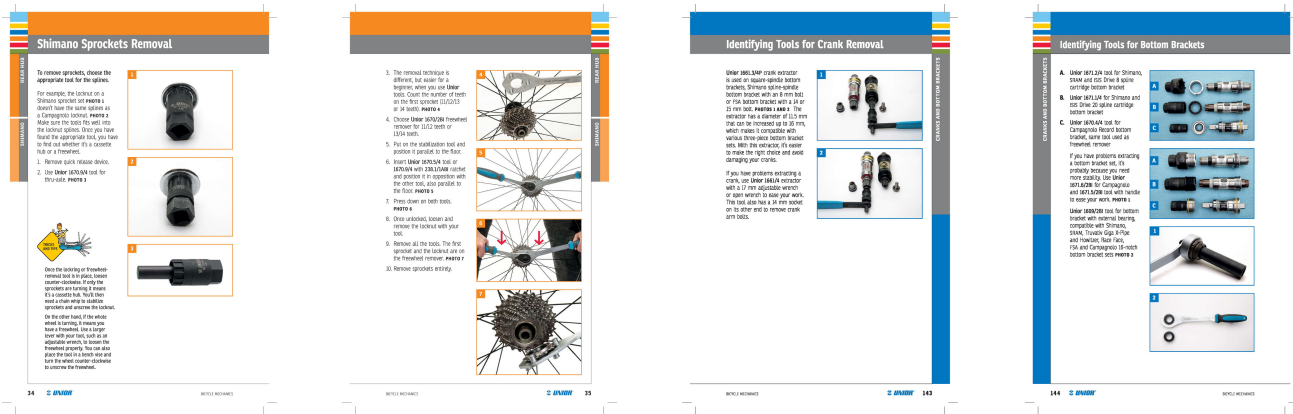 Shimano Sprockets Removal
REAR HUB
SHIMANO
To remove sprockets, choose the
appropriate tool for the splines.
For example, the locknut on a
Shimano sprocket set PHOTO 1
doesn't have the same splines as
a Campagnolo locknut. PHOTO 2
Make sure the tools fits well into
the locknut splines. Once you have
found the appropriate tool, you have
to find out whether it's a cassette
hub or a freewheel.
1. Remove quick release device.
2. Use Unior 1670.9/4 tool for
thru-axle. PHOTO 3
TRICKS
AND TIPS
Once the lockring or freewheel-
removal tool is in place, loosen
counter-clockwise. If only the
sprockets are turning it means
it's a cassette hub. You'll then
need a chain whip to stabilize
sprockets and unscrew the locknut.
On the other hand, if the whole
wheel is turning, it means you
have a freewheel. Use a larger
lever with your tool, such as an
adjustable wrench, to loosen the
freewheel properly. You can also
place the tool in a bench vise and
turn the wheel counter-clockwise
to unscrew the freewheel.
1
2
3
34
UNIOR
BICYCLE MECHANICS
3. The removal technique is
different, but easier for a
beginner, when you use Unior
tools. Count the number of teeth
on the first sprocket (11/12/13
or 14 teeth). PHOTO 4
4. Choose Unior 1670/2BI freewheel
remover for 11/12 teeth or
13/14 teeth.
5. Put on the stabilization tool and
position it parallel to the floor.
6. Insert Unior 1670.5/4 tool or
1670.9/4 with 238.1/1ABI ratchet
and position it in opposition with
the other tool, also parallel to
the floor. PHOTO 5
7. Press down on both tools.
PHOTO 6
8. Once unlocked, loosen and
remove the locknut with your
tool.
9. Remove all the tools. The first
sprocket and the locknut are on
the freewheel remover. PHOTO 7
10. Remove sprockets entirely.
4
5
6
7
REAR HUB
SHIMANO
BICYCLE MECHANICS
UNIOR
35
Identifying Tools for Crank Removal
Unior 1661.3/4P crank extractor
is used on square-spindle bottom
brackets, Shimano spline-spindle
bottom bracket with an 8 mm bolt
or FSA bottom bracket with a 14 or
15 mm bolt. PHOTOS 1 AND 2 The
extractor has a diameter of 11.5 mm
that can be increased up to 16 mm,
which makes it compatible with
various three-piece bottom bracket
sets. With this extractor, it's easier
to make the right choice and avoid
damaging your cranks.
If you have problems extracting a
crank, use Unior 1661/4 extractor
with a 17 mm adjustable wrench
or open wrench to ease your work.
This tool also has a 14 mm socket
on its other end to remove crank
arm bolts.
1
2
CRANKS AND BOTTOM BRACKETS
BICYCLE MECHANICS
UNIOR
143
Identifying Tools for Bottom Brackets
CRANKS AND BOTTOM BRACKETS
A. Unior 1671.2/4 tool for Shimano,
SRAM and ISIS Drive 8 spline
cartridge bottom bracket
B. Unior 1671.1/4 for Shimano and
ISIS Drive 20 spline cartridge
bottom bracket
C. Unior 1670.4/4 tool for
Campagnolo Record bottom
bracket, same tool used as
freewheel remover
If you have problems extracting
a bottom bracket set, it's
probably because you need
more stability. Use Unior
1671.6/2BI for Campagnolo
and 1671.5/2BI tool with handle
to ease your work. PHOTO 1
Unior 1609/2BI tool for bottom
bracket with external bearing,
compatible with Shimano,
SRAM, Truvativ Giga X-Pipe
and Howitzer, Race Face,
FSA and Campagnolo 16-notch
bottom bracket sets PHOTO 2
A
B
C
A
B
C
1
2
144
UNIOR
BICYCLE MECHANICS